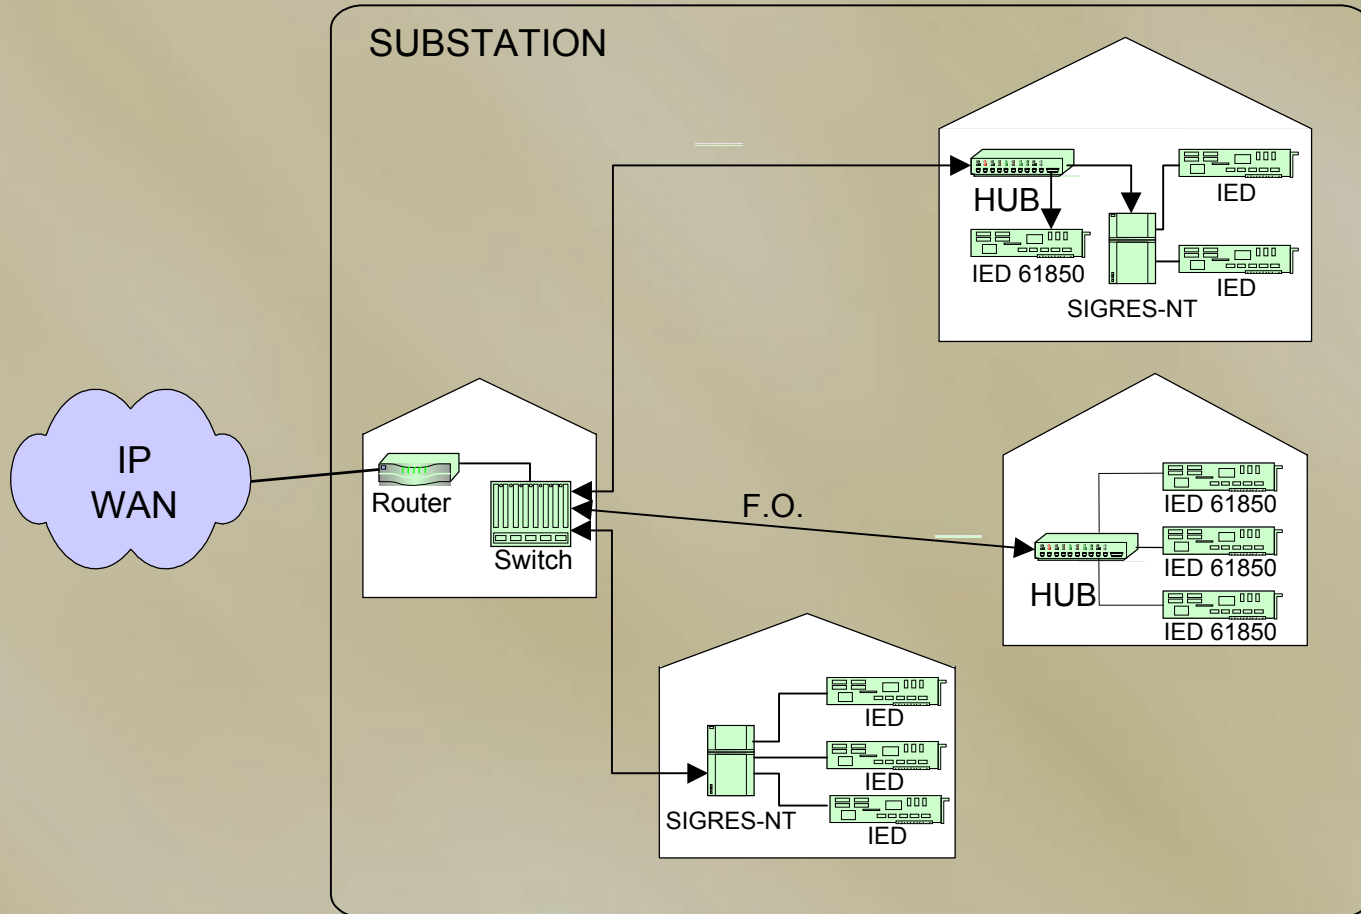 SUBSTATION
HUB
IED
IED 61850
IED
SIGRES-NT
IP
WAN
Router
Switch
F.O.
IED 61850
IED 61850
HUB
IED 61850
IED
IED
SIGRES-NT
IED